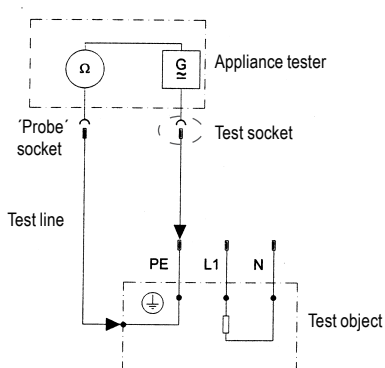 Ω
G
Appliance tester
´Probe´
socket
Test socket
Test line
PE
L1
N
Test object